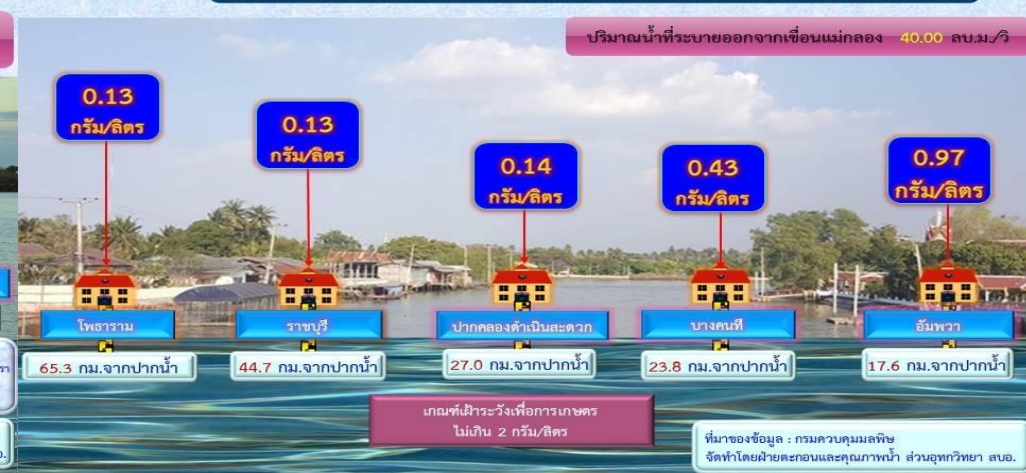 ปริมาณน้ำที่ระบายออกจากเขื่อนแม่กลอง 40.00 ลบ.ม./วิ
0.13
กรัม/ลิตร
0.13
กรัม/ลิตร
0.14
กรัม/ลิตร
0.43
กรัม/ลิตร
0.97
กรัม/ลิตร
โพธาราม
ราชบุรี
ปากคลองดำเนินสะดวก
บางคนที
อัมพวา
65.3 กม.จากปากน้ำ
44.7 กม.จากปากน้ำ
27.0 กม.จากปากน้ำ
23.8 กม.จากปากน้ำ
17.6 กม.จากปากน้ำ
เกณฑ์เฝ้าระวังเพื่อการเกษตร
ไม่เกิน 2 กรัม/ลิตร
ที่มาของข้อมูล : กรมควบคุมมลพิษ
จัดทำโดยฝ่ายตะกอนและคุณภาพน้ำ ส่วนอุทกวิทยา สบอ.